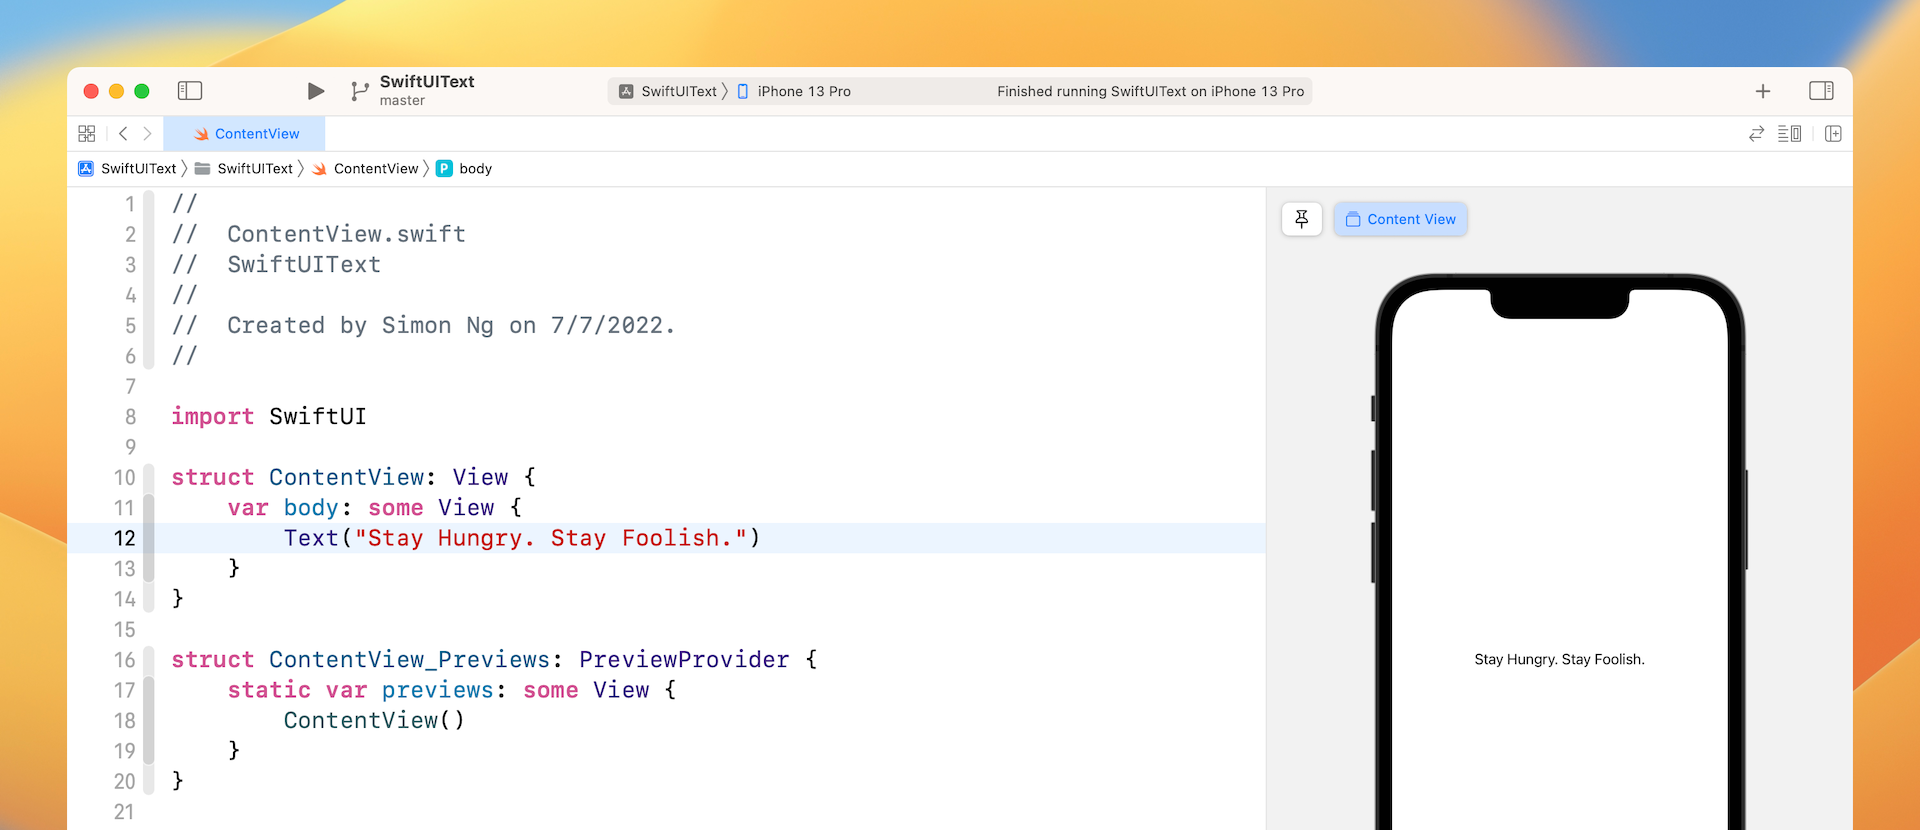 SwiftUIText
master
SwiftUIText iPhone 13 Pro Finished running SwiftUIText on iPhone 13 Pro
ContentView
SwiftUIText SwiftUIText ContentView P body
1 //
2 //  ContentView.swift
3 //  SwiftUIText
4 //
5 //  Created by Simon Ng on 7/7/2022.
6 //
7
8 import SwiftUI
9
10 struct ContentView: View {
11     var body: some View {
12         Text("Stay Hungry. Stay Foolish.")
13     }
14 }
15
16 struct ContentView_Previews: PreviewProvider {
17     static var previews: some View {
18         ContentView()
19     }
20 }
21
Content View
Stay Hungry. Stay Foolish.